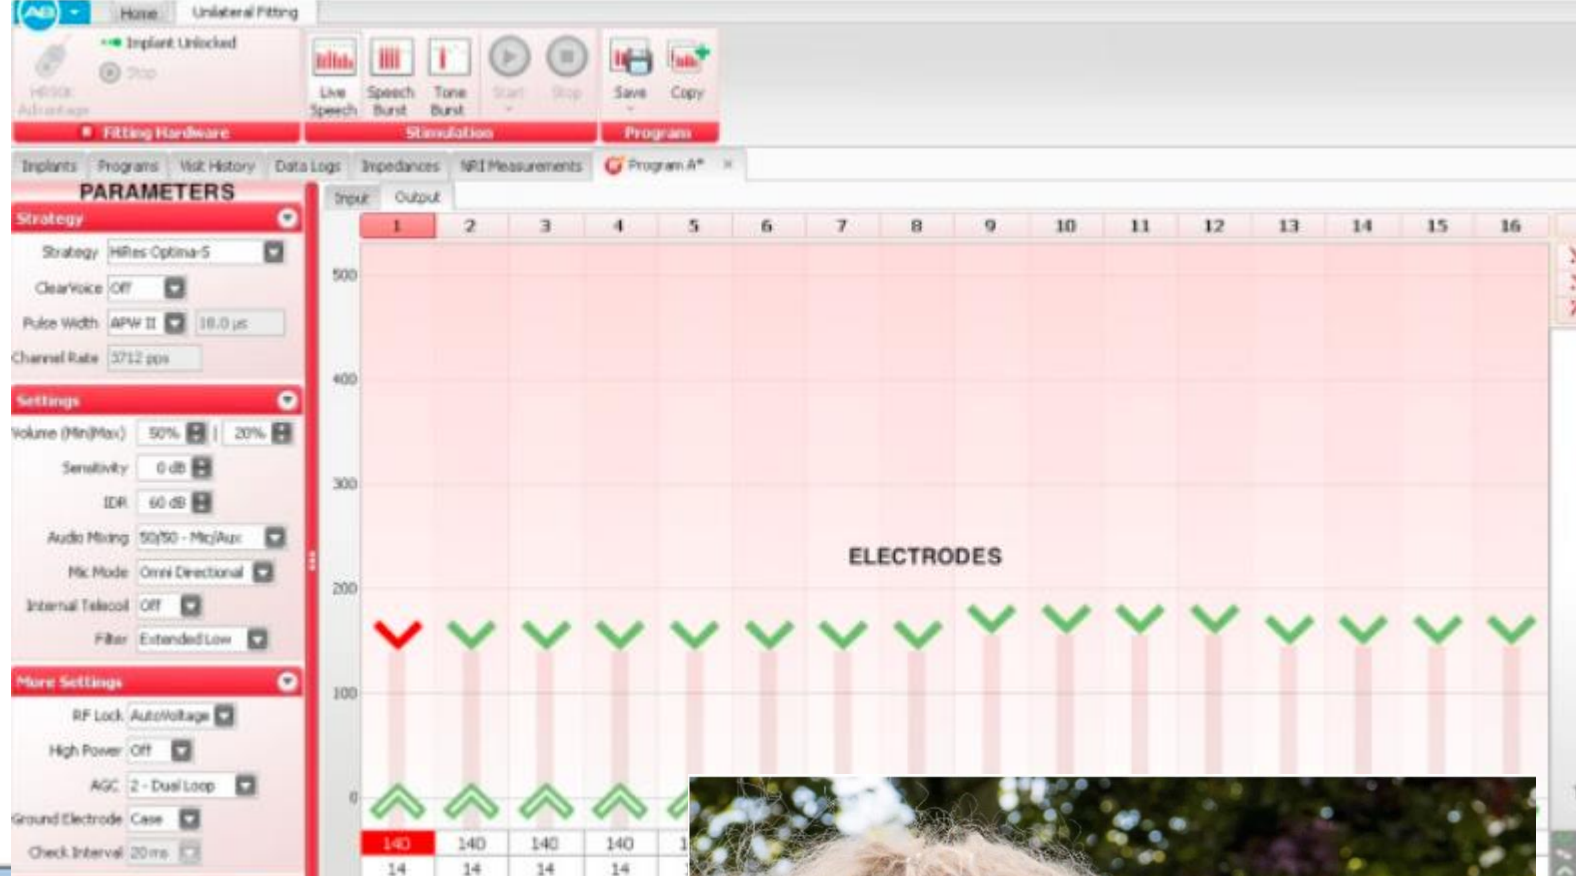 AB
Home Unilateral Fitting
Implant Unlocked
Stop
HiRes90K
Advantage
Live Speech
Speech Burst
Tone Burst
Start
Stop
Save
Copy
Fitting Hardware
Stimulation
Program
Implants Programs Visit History Data Logs Impedances NRI Measurements Program A*
PARAMETERS
Input Output
Strategy
Strategy HiRes Optima-S
ClearVoice Off
Pulse Width APW II 18.0 µs
Channel Rate 3712 pps
Settings
Volume (Min|Max) 50% | 20%
Sensitivity 0 dB
IDR 60 dB
Audio Mixing 50/50 - Mic/Aux
Mic Mode Omni Directional
Internal Telecoil Off
Filter Extended Low
More Settings
RF Lock AutoVoltage
High Power Off
AGC 2 - Dual Loop
Ground Electrode Case
Check Interval 20 ms
1 2 3 4 5 6 7 8 9 10 11 12 13 14 15 16
500
400
300
ELECTRODES
200
100
0
140 140 140 140 1
14 14 14 14